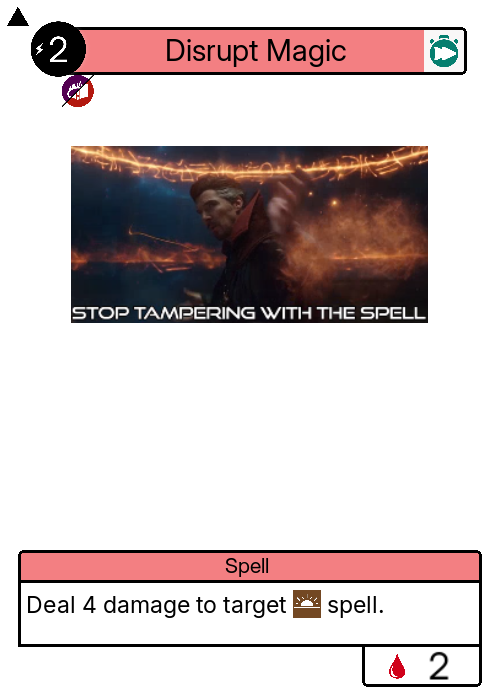 2
Disrupt Magic
STOP TAMPERING WITH THE SPELL
Spell
Deal 4 damage to target spell.
2